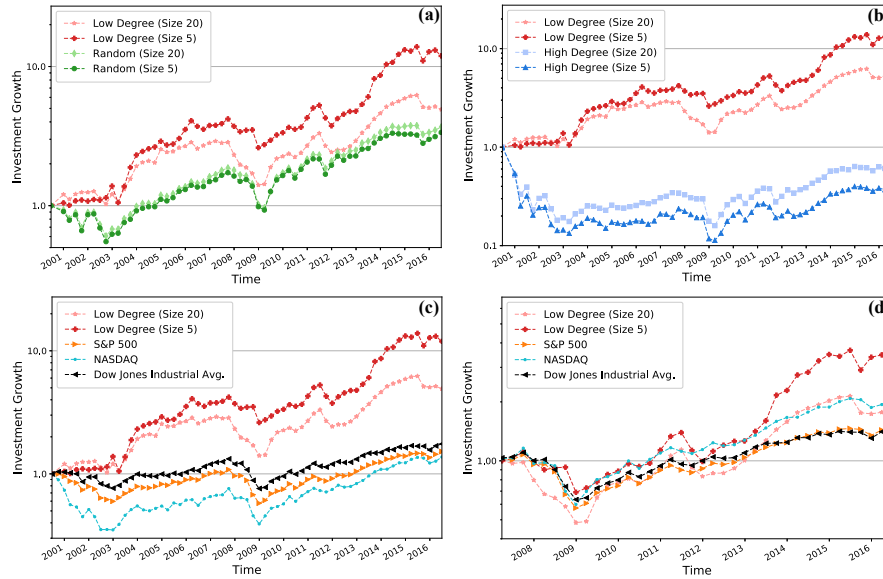 (a)
Low Degree (Size 20)
Low Degree (Size 5)
Random (Size 20)
Random (Size 5)
10.0
1.0
Investment Growth
2001 2002 2003 2004 2005 2006 2007 2008 2009 2010 2011 2012 2013 2014 2015 2016
Time
(b)
Low Degree (Size 20)
Low Degree (Size 5)
High Degree (Size 20)
High Degree (Size 5)
10.0
1.0
0.1
Investment Growth
2001 2002 2003 2004 2005 2006 2007 2008 2009 2010 2011 2012 2013 2014 2015 2016
Time
(c)
Low Degree (Size 20)
Low Degree (Size 5)
S&P 500
NASDAQ
Dow Jones Industrial Avg.
10.0
1.0
Investment Growth
2001 2002 2003 2004 2005 2006 2007 2008 2009 2010 2011 2012 2013 2014 2015 2016
Time
(d)
Low Degree (Size 20)
Low Degree (Size 5)
S&P 500
NASDAQ
Dow Jones Industrial Avg.
1.00
Investment Growth
2008 2009 2010 2011 2012 2013 2014 2015 2016
Time